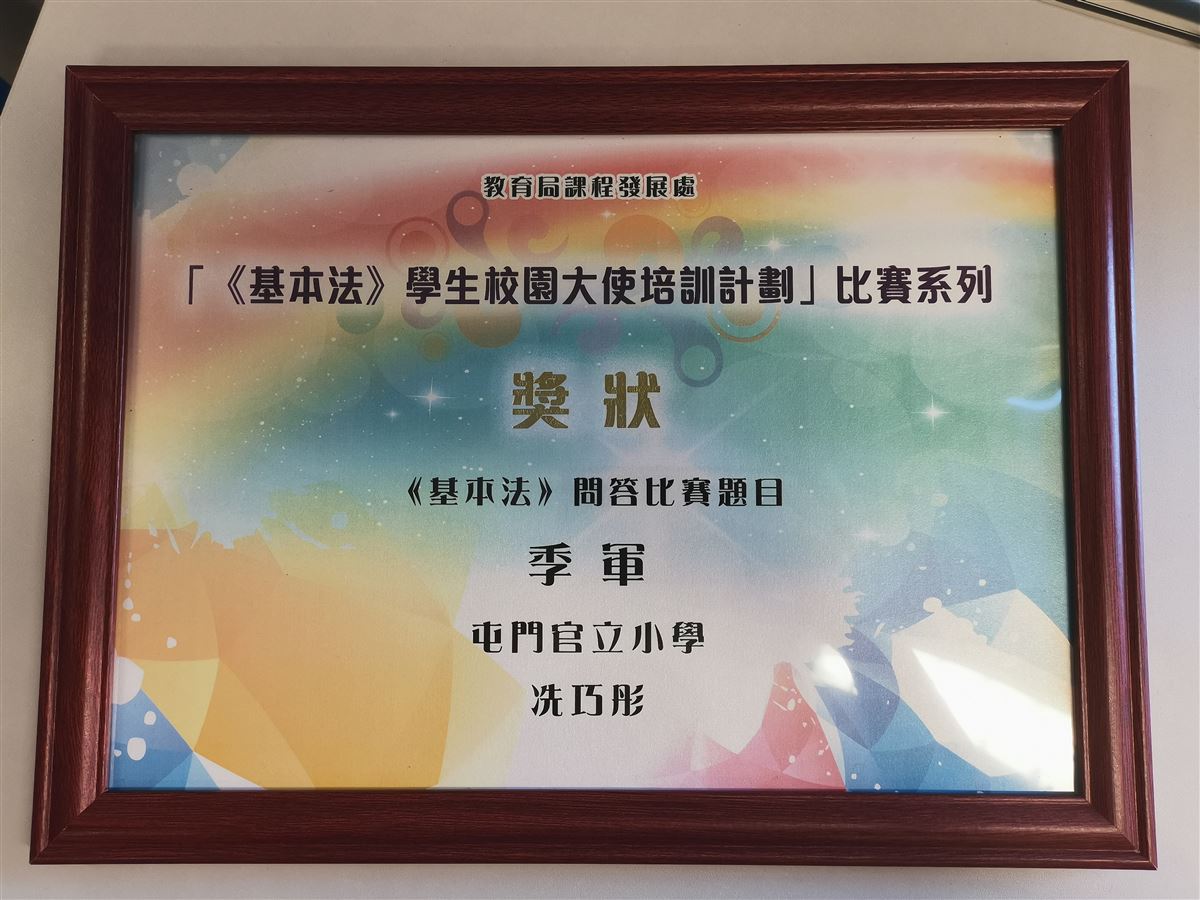 教育局課程發展處
「《基本法》學生校園大使培訓計劃」比賽系列
獎狀
《基本法》問答比賽題目
季軍
屯門官立小學
冼巧彤